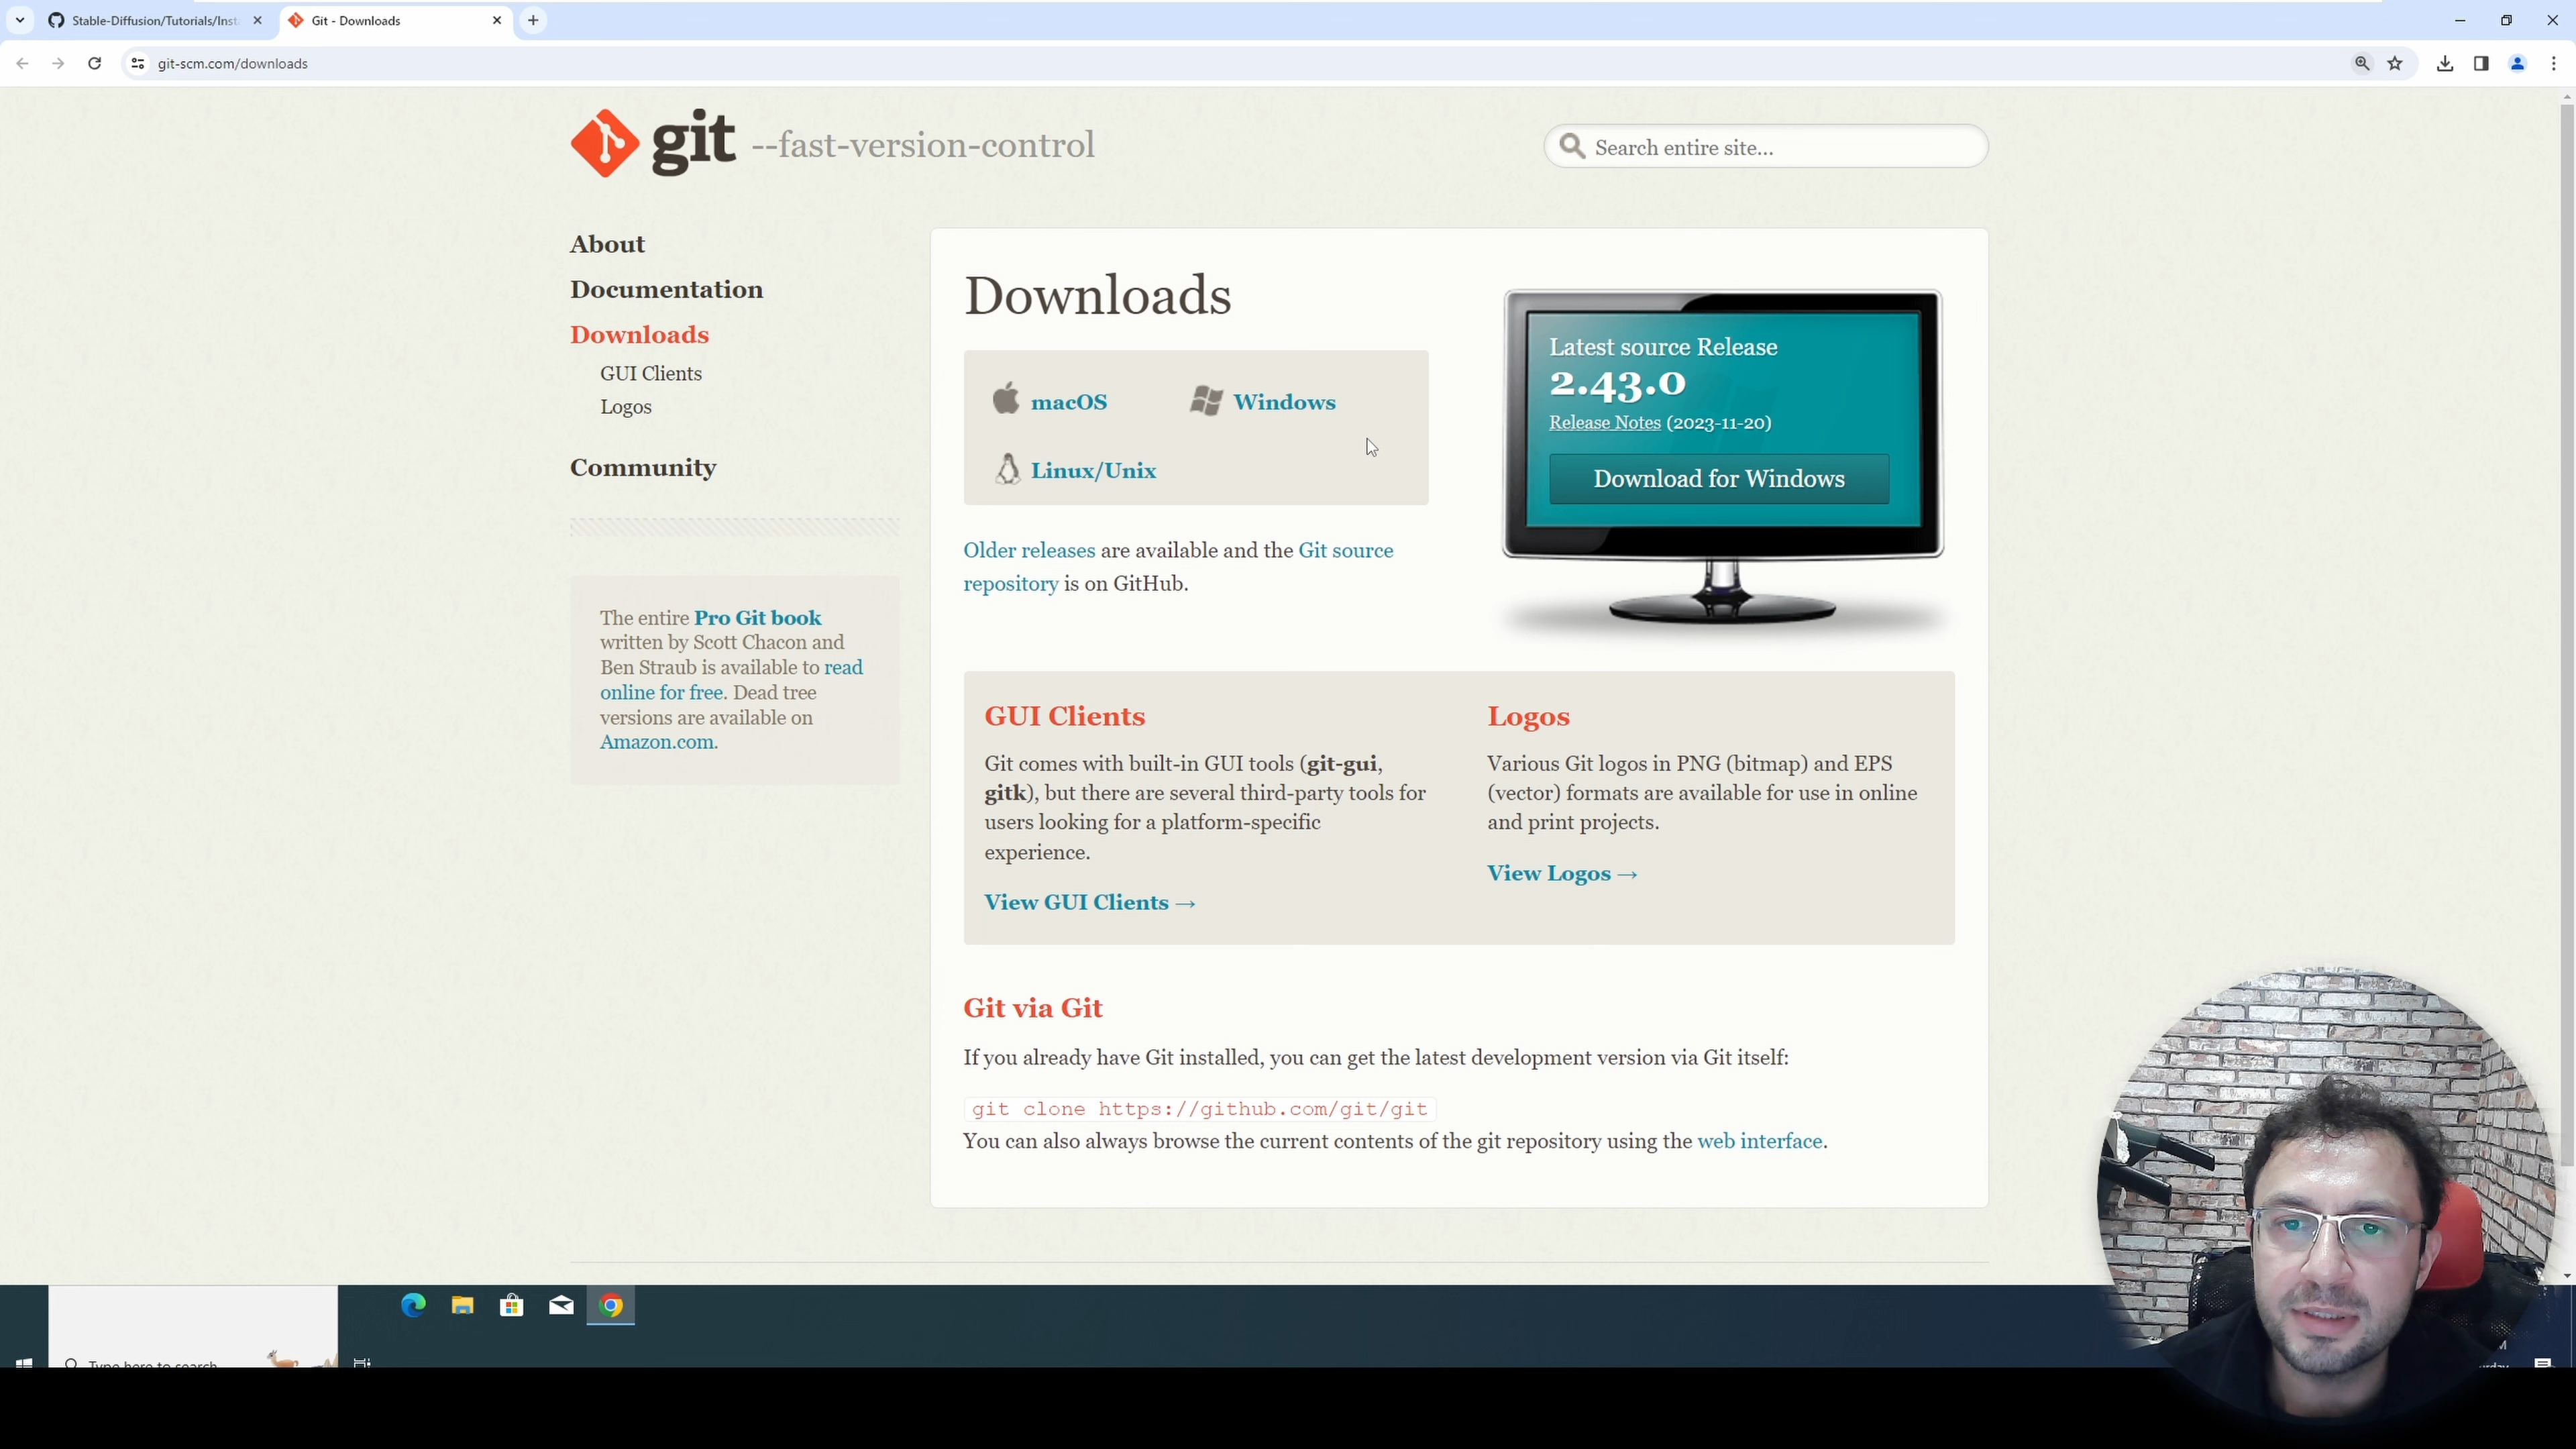 Stable-Diffusion/Tutorials/Inst
Git - Downloads
git-scm.com/downloads
git --fast-version-control
Search entire site...
About
Documentation
Downloads
GUI Clients
Logos
Community
The entire Pro Git book
written by Scott Chacon and
Ben Straub is available to read
online for free. Dead tree
versions are available on
Amazon.com.
Downloads
macOS
Windows
Linux/Unix
Older releases are available and the Git source
repository is on GitHub.
Latest source Release
2.43.0
Release Notes (2023-11-20)
Download for Windows
GUI Clients
Git comes with built-in GUI tools (git-gui,
gitk), but there are several third-party tools for
users looking for a platform-specific
experience.
View GUI Clients →
Logos
Various Git logos in PNG (bitmap) and EPS
(vector) formats are available for use in online
and print projects.
View Logos →
Git via Git
If you already have Git installed, you can get the latest development version via Git itself:
git clone https://github.com/git/git
You can also always browse the current contents of the git repository using the web interface.
Type here to search